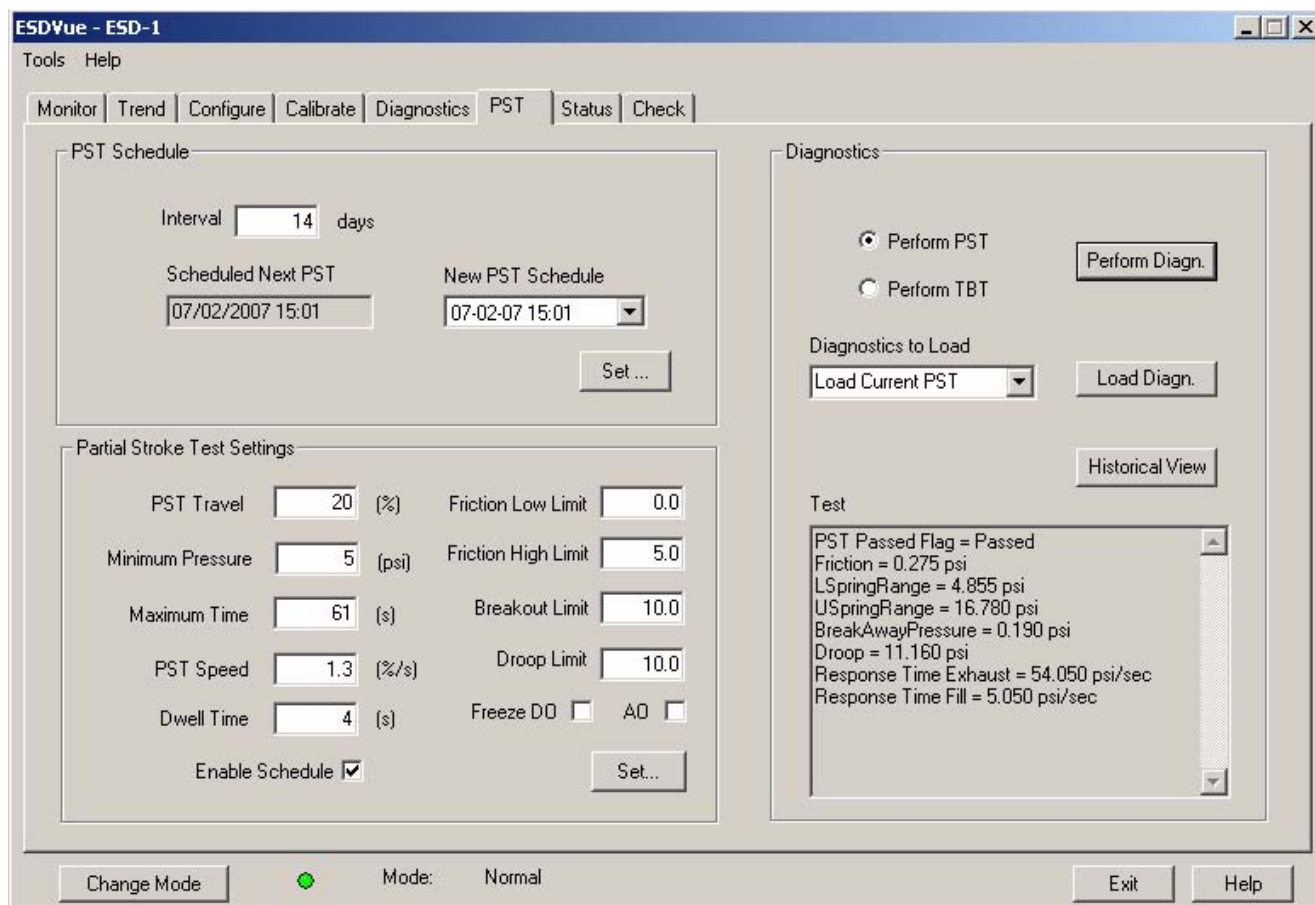 ESDVue - ESD-1
Tools Help
Monitor Trend Configure Calibrate Diagnostics PST Status Check
PST Schedule
Interval 14 days
Scheduled Next PST
07/02/2007 15:01
New PST Schedule
07-02-07 15:01
Set ...
Partial Stroke Test Settings
PST Travel 20 (%)
Minimum Pressure 5 (psi)
Maximum Time 61 (s)
PST Speed 1.3 (%/s)
Dwell Time 4 (s)
Enable Schedule
Friction Low Limit 0.0
Friction High Limit 5.0
Breakout Limit 10.0
Droop Limit 10.0
Freeze DO AO
Set...
Diagnostics
Perform PST
Perform TBT
Perform Diagn.
Diagnostics to Load
Load Current PST
Load Diagn.
Historical View
Test
PST Passed Flag = Passed
Friction = 0.275 psi
LSpringRange = 4.855 psi
USpringRange = 16.780 psi
BreakAwayPressure = 0.190 psi
Droop = 11.160 psi
Response Time Exhaust = 54.050 psi/sec
Response Time Fill = 5.050 psi/sec
Change Mode
Mode: Normal
Exit
Help